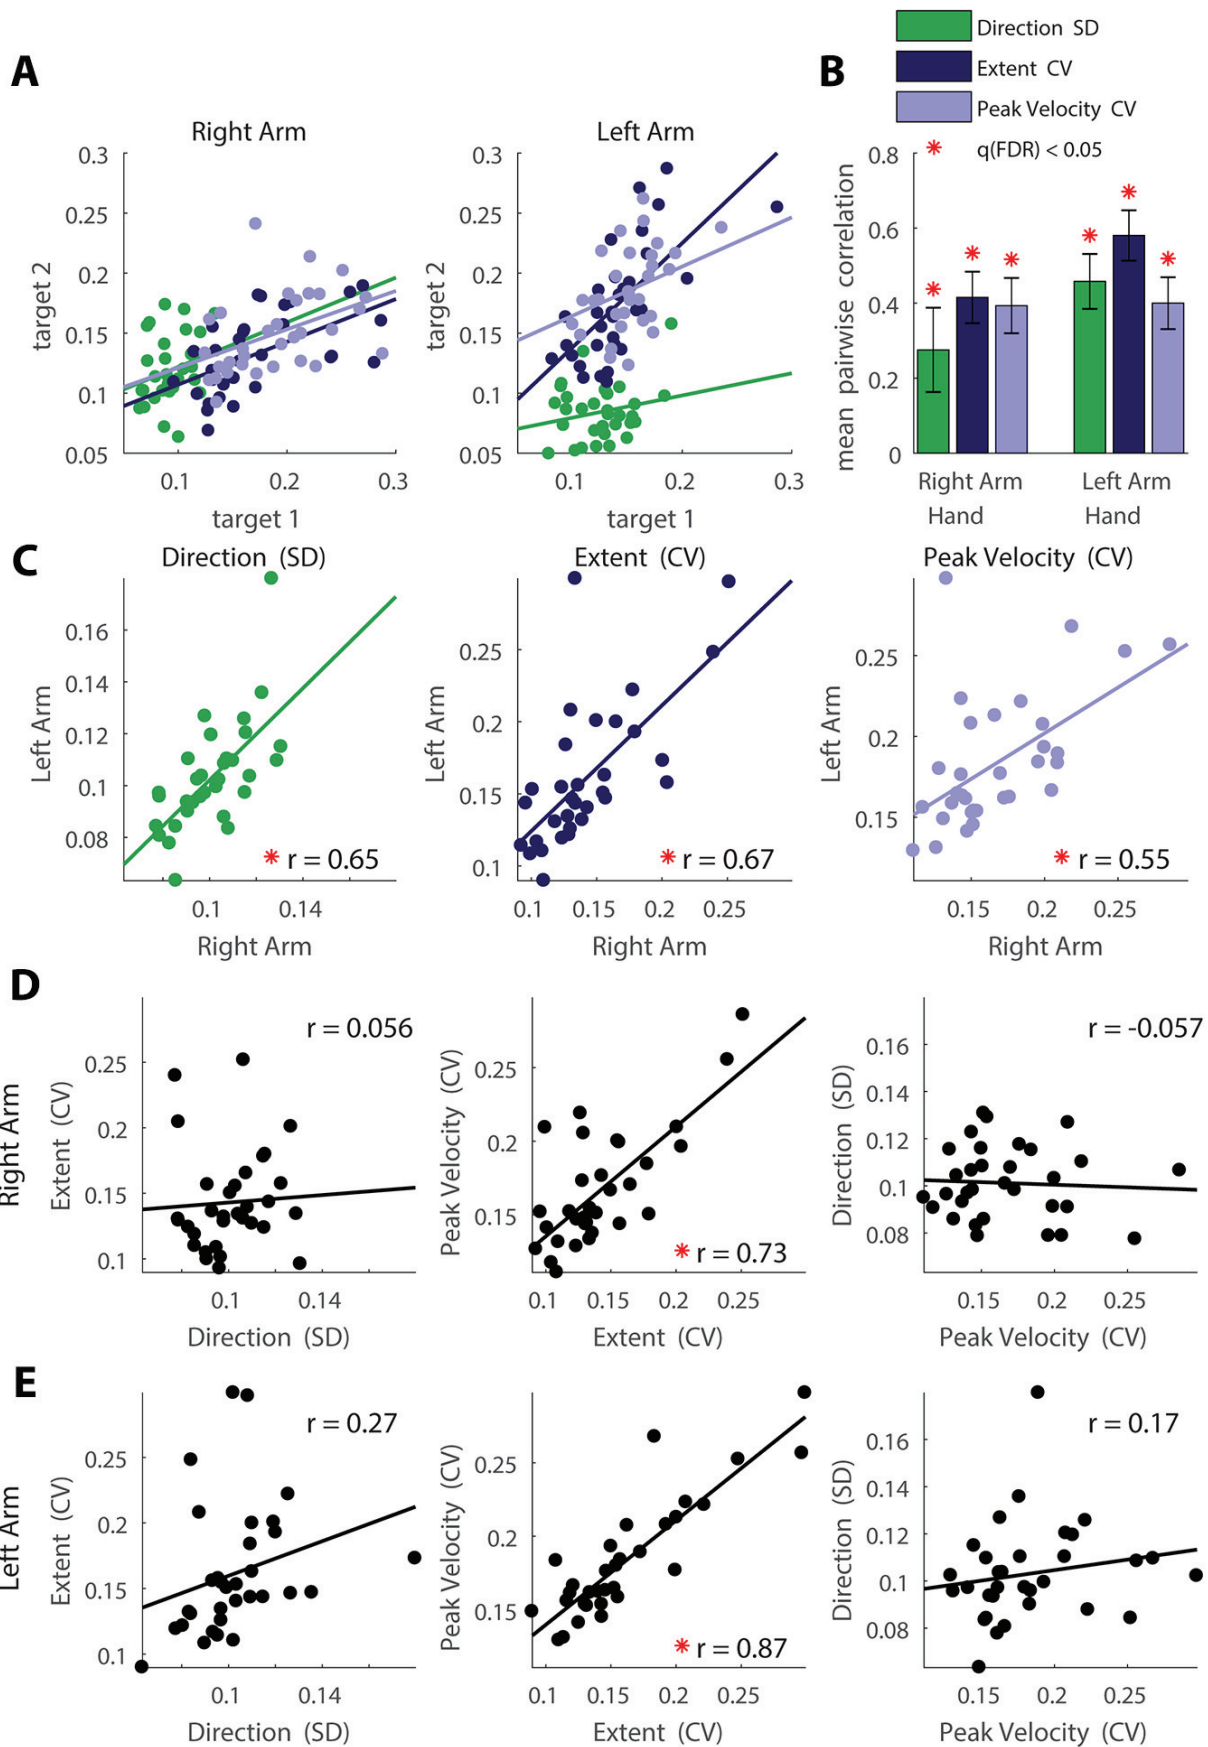 Direction (SD)
Extent CV
Peak Velocity CV
* q(FDR) < 0.05
A
B
Right Arm
Left Arm
0.3
0.25
0.2
0.15
0.1
0.05
target 2
0.1
0.2
0.3
target 1
0.3
0.25
0.2
0.15
0.1
0.05
target 2
0.1
0.2
0.3
target 1
0.8
0.6
0.4
0.2
0
mean pairwise correlation
* * *
* * *
Right Arm
Hand
Left Arm
Hand
C
Direction (SD)
Extent (CV)
Peak Velocity (CV)
0.16
0.14
0.12
0.1
0.08
Left Arm
* r = 0.65
0.1
0.14
Right Arm
0.25
0.2
0.15
0.1
Left Arm
* r = 0.67
0.1
0.15
0.2
0.25
Right Arm
0.25
0.2
0.15
Left Arm
* r = 0.55
0.15
0.2
0.25
Right Arm
D
Right Arm
r = 0.056
0.25
0.2
0.15
0.1
Extent (CV)
0.1
0.14
Direction (SD)
0.25
0.2
0.15
Peak Velocity (CV)
* r = 0.73
0.1
0.15
0.2
0.25
Extent (CV)
r = -0.057
0.16
0.14
0.12
0.1
0.08
Direction (SD)
0.15
0.2
0.25
Peak Velocity (CV)
E
Left Arm
r = 0.27
0.25
0.2
0.15
0.1
Extent (CV)
0.1
0.14
Direction (SD)
0.25
0.2
0.15
Peak Velocity (CV)
* r = 0.87
0.1
0.15
0.2
0.25
Extent (CV)
r = 0.17
0.16
0.14
0.12
0.1
0.08
Direction (SD)
0.15
0.2
0.25
Peak Velocity (CV)